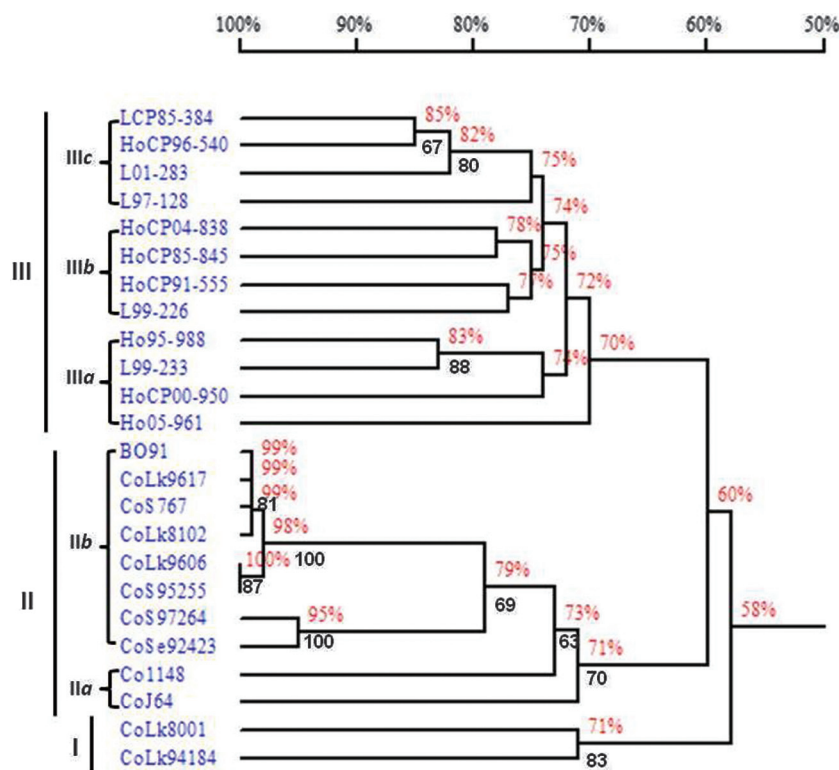 100% 90% 80% 70% 60% 50%
LCP85-384 85%
IIIc HoCP96-540 67 82%
L01-283 80 75%
L97-128
74%
HoCP04-838 78%
IIIb HoCP85-845 75%
III HoCP91-555 77% 72%
L99-226
Ho95-988 83% 70%
L99-233 88 74%
IIIa HoCP00-950
Ho05-961
BO91 99%
CoLk9617 99%
CoS767 99% 81 60%
IIb CoLk8102 98%
CoLk9606 100% 100 79%
II CoS95255 87 69
CoS97264 95% 73% 58%
CoSe92423 100 63 71%
IIa Co1148 70
CoJ64
CoLk8001 71%
I CoLk94184 83